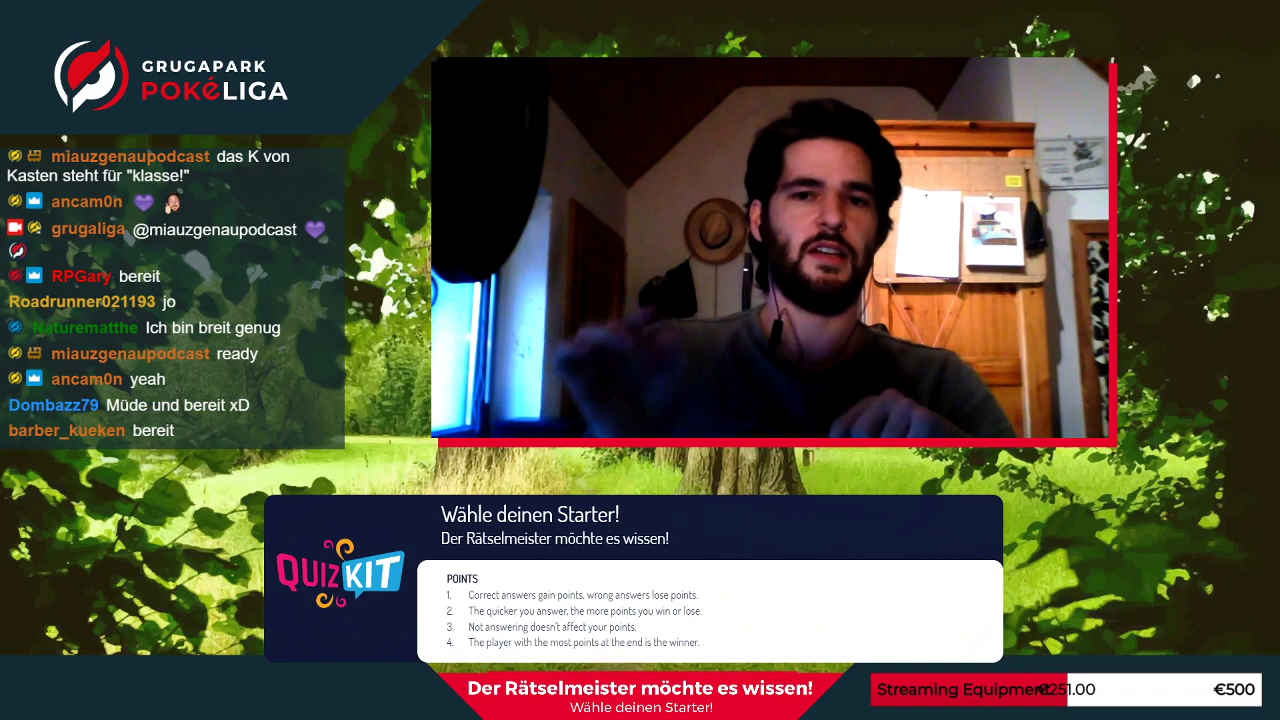 GRUGAPARK
POKéLIGA
miauzgenaupodcast das K von
Kasten steht für "klasse!"
ancam0n
grugaliga @miauzgenaupodcast
RPGary bereit
Roadrunner021193 jo
Naturematthe Ich bin breit genug
miauzgenaupodcast ready
ancam0n yeah
Dombazz79 Müde und bereit xD
barber_kueken bereit
Wähle deinen Starter!
Der Rätselmeister möchte es wissen!
QUIZKIT
POINTS
1. Correct answers gain points, wrong answers lose points.
2. The quicker you answer, the more points you win or lose.
3. Not answering doesn't affect your points.
4. The player with the most points at the end is the winner.
Der Rätselmeister möchte es wissen!
Wähle deinen Starter!
Streaming Equipment €251.00 €500